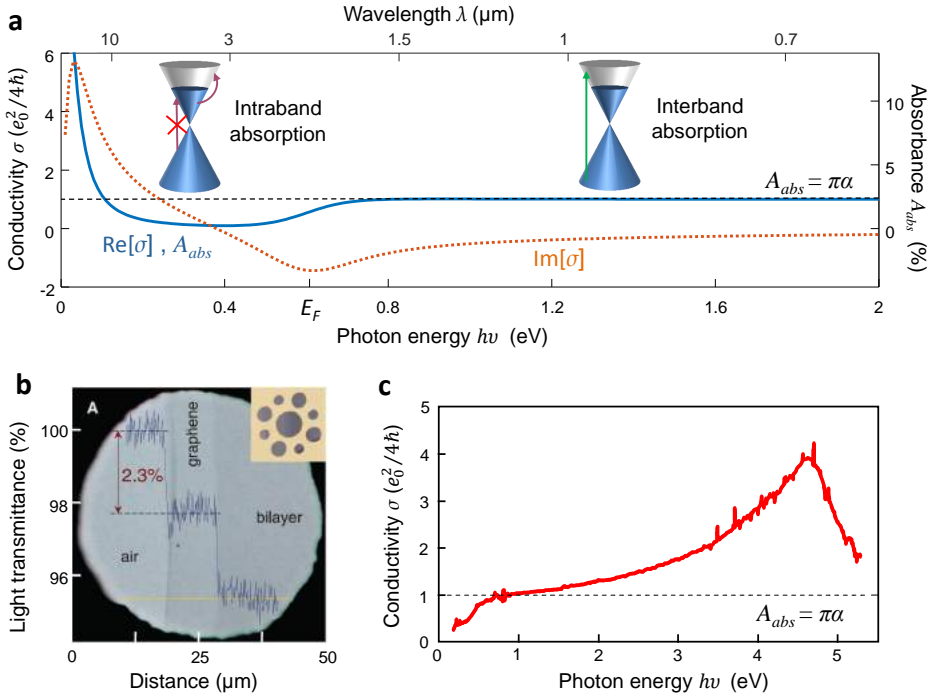 a
Wavelength λ (µm)
10 3 1.5 1 0.7
Conductivity σ (e₀²/4ħ)
6
4
2
0
-2
Intraband
absorption
Interband
absorption
A_abs = πα
Re[σ] , A_abs
Im[σ]
Absorbance A_abs
(%)
10
5
0
0 0.4 E_F 0.8 1.2 1.6 2
Photon energy hυ (eV)
b
A
Light transmittance (%)
100
98
96
2.3%
graphene
air
bilayer
0 25 50
Distance (µm)
c
Conductivity σ (e₀²/4ħ)
5
4
3
2
1
0
A_abs = πα
0 1 2 3 4 5
Photon energy hυ (eV)